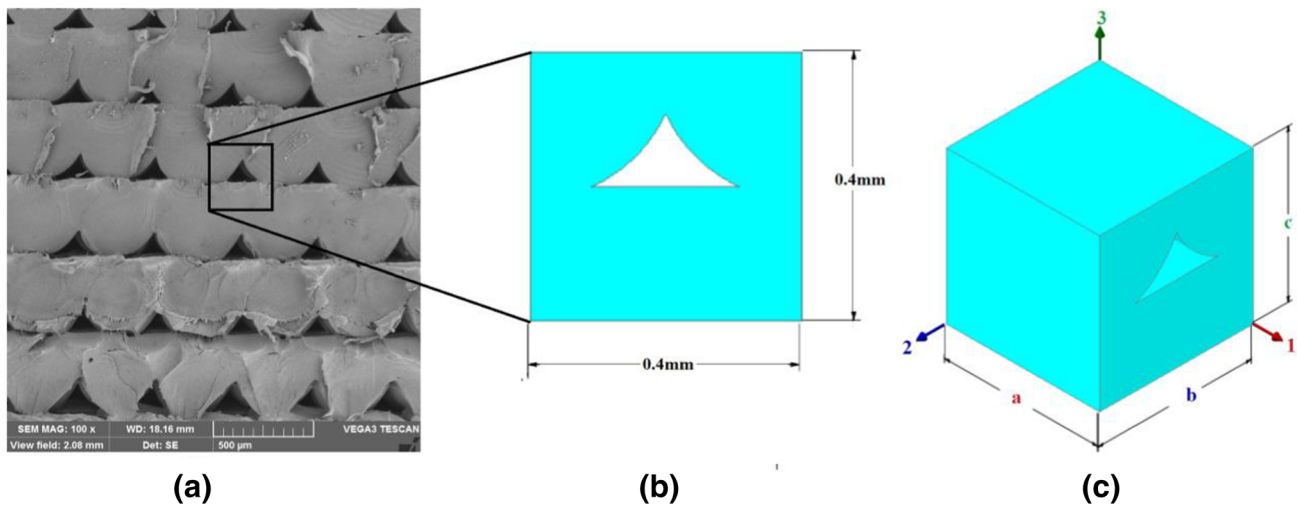 SEM MAG: 100 x WD: 18.16 mm VEGA3 TESCAN
View field: 2.08 mm Det: SE 500 µm
0.4mm
0.4mm
3
c
2
1
a
b
(a)
(b)
(c)